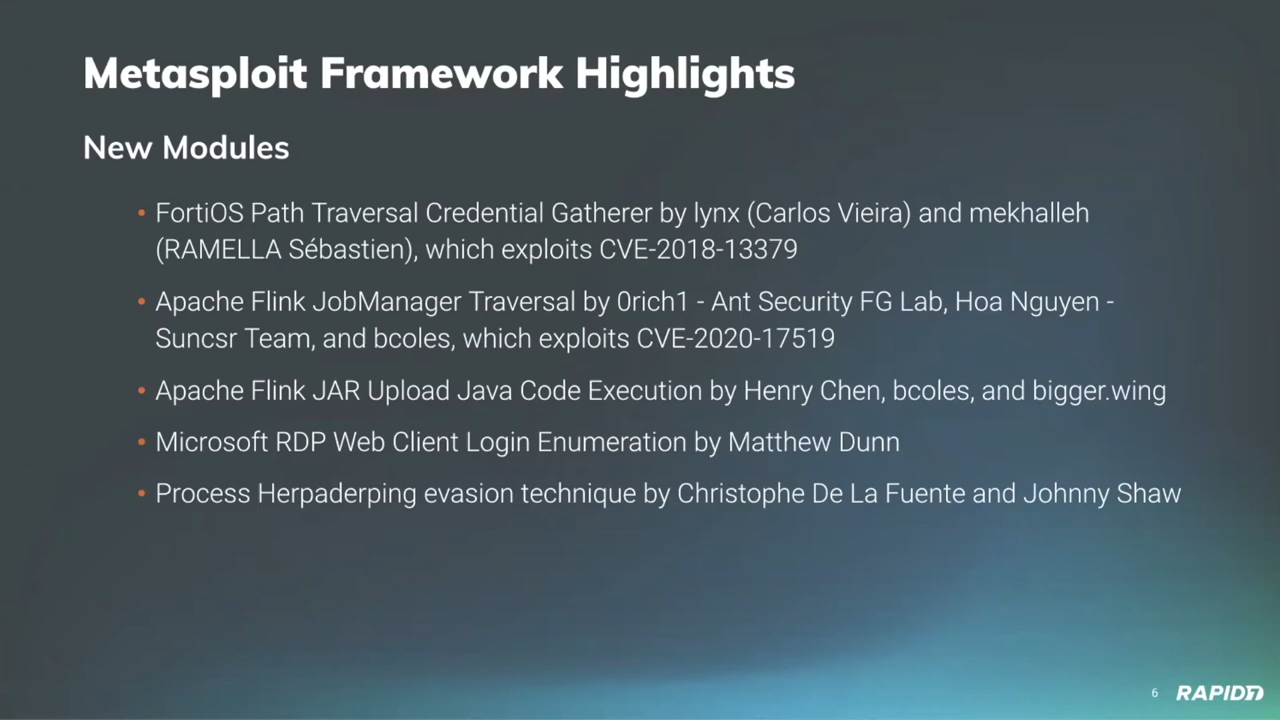 Metasploit Framework Highlights
New Modules
• FortiOS Path Traversal Credential Gatherer by lynx (Carlos Vieira) and mekhalleh
(RAMELLA Sébastien), which exploits CVE-2018-13379
• Apache Flink JobManager Traversal by 0rich1 - Ant Security FG Lab, Hoa Nguyen -
Suncsr Team, and bcoles, which exploits CVE-2020-17519
• Apache Flink JAR Upload Java Code Execution by Henry Chen, bcoles, and bigger.wing
• Microsoft RDP Web Client Login Enumeration by Matthew Dunn
• Process Herpaderping evasion technique by Christophe De La Fuente and Johnny Shaw
6 RAPID7